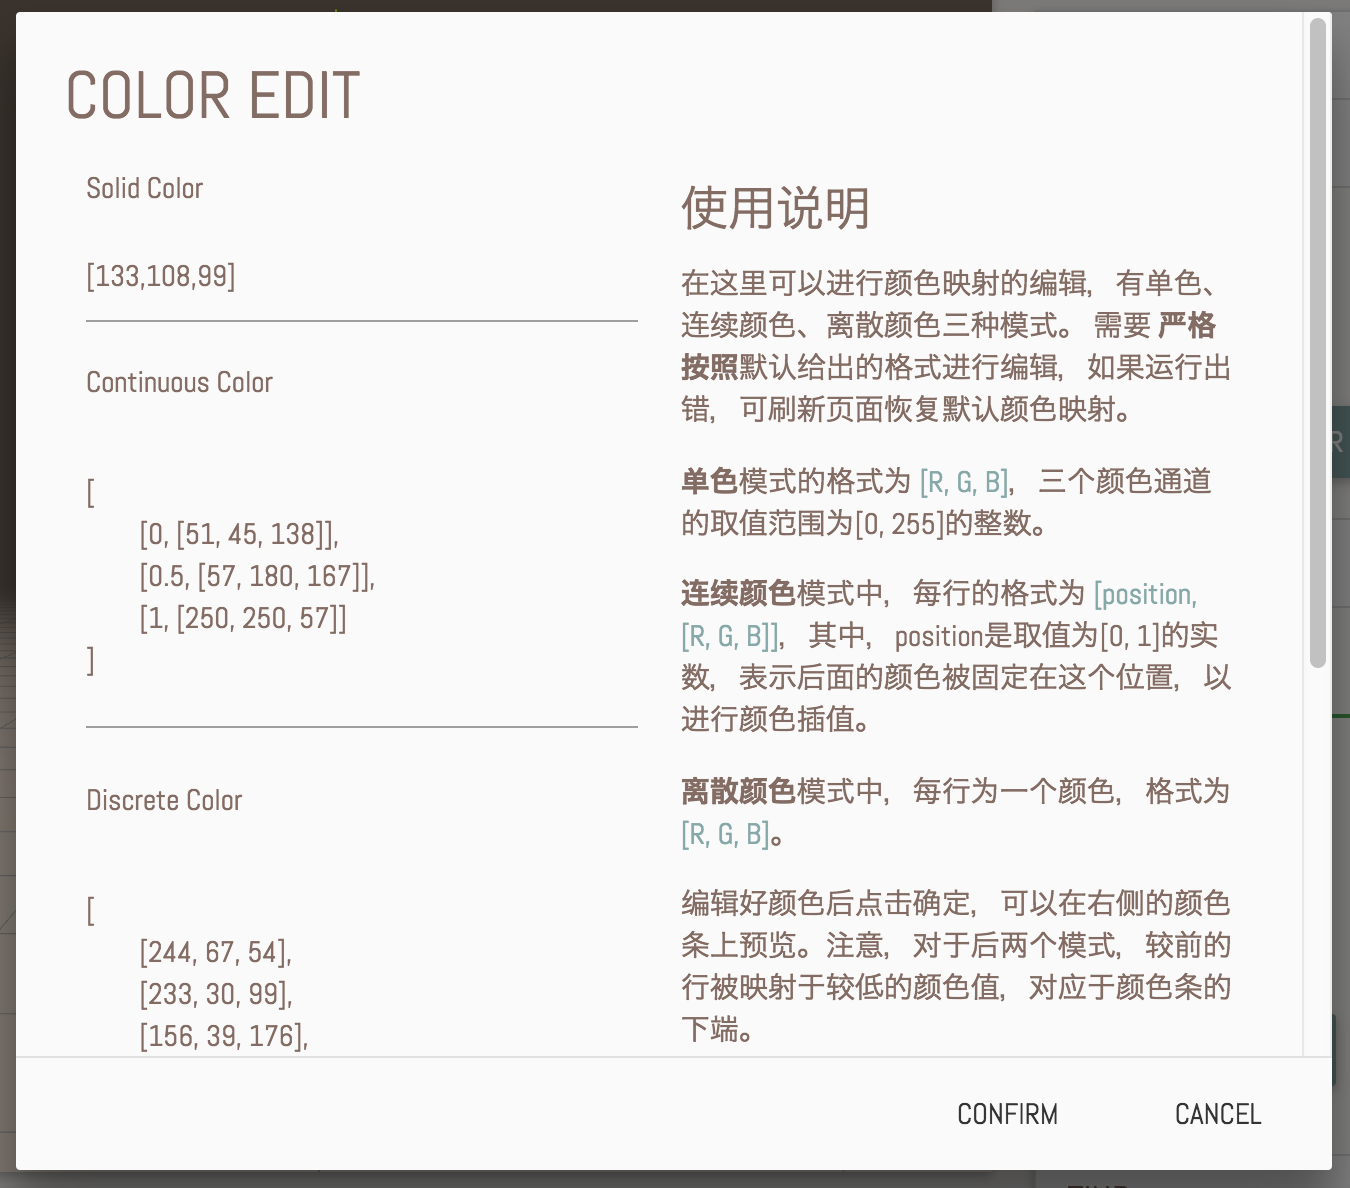 COLOR EDIT
Solid Color
[133,108,99]
Continuous Color
[
[0, [51, 45, 138]],
[0.5, [57, 180, 167]],
[1, [250, 250, 57]]
]
Discrete Color
[
[244, 67, 54],
[233, 30, 99],
[156, 39, 176],
使用说明
在这里可以进行颜色映射的编辑，有单色、
连续颜色、离散颜色三种模式。 需要 严格
按照默认给出的格式进行编辑，如果运行出
错，可刷新页面恢复默认颜色映射。
单色模式的格式为 [R, G, B]，三个颜色通道
的取值范围为[0, 255]的整数。
连续颜色模式中，每行的格式为 [position,
[R, G, B]]，其中，position是取值为[0, 1]的实
数，表示后面的颜色被固定在这个位置，以
进行颜色插值。
离散颜色模式中，每行为一个颜色，格式为
[R, G, B]。
编辑好颜色后点击确定，可以在右侧的颜色
条上预览。注意，对于后两个模式，较前的
行被映射于较低的颜色值，对应于颜色条的
下端。
CONFIRM
CANCEL